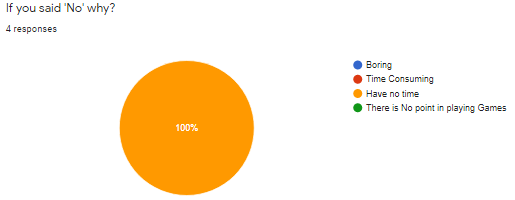 If you said 'No' why?
4 responses
100%
Boring
Time Consuming
Have no time
There is No point in playing Games